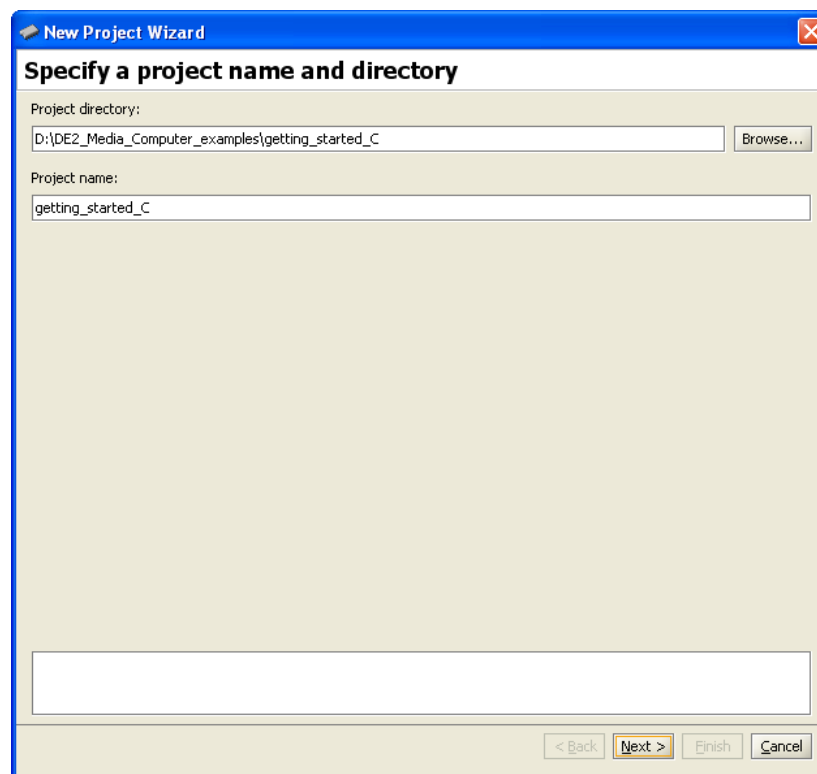 New Project Wizard
Specify a project name and directory
Project directory:
D:\DE2_Media_Computer_examples\getting_started_C
Browse...
Project name:
getting_started_C
< Back
Next >
Finish
Cancel